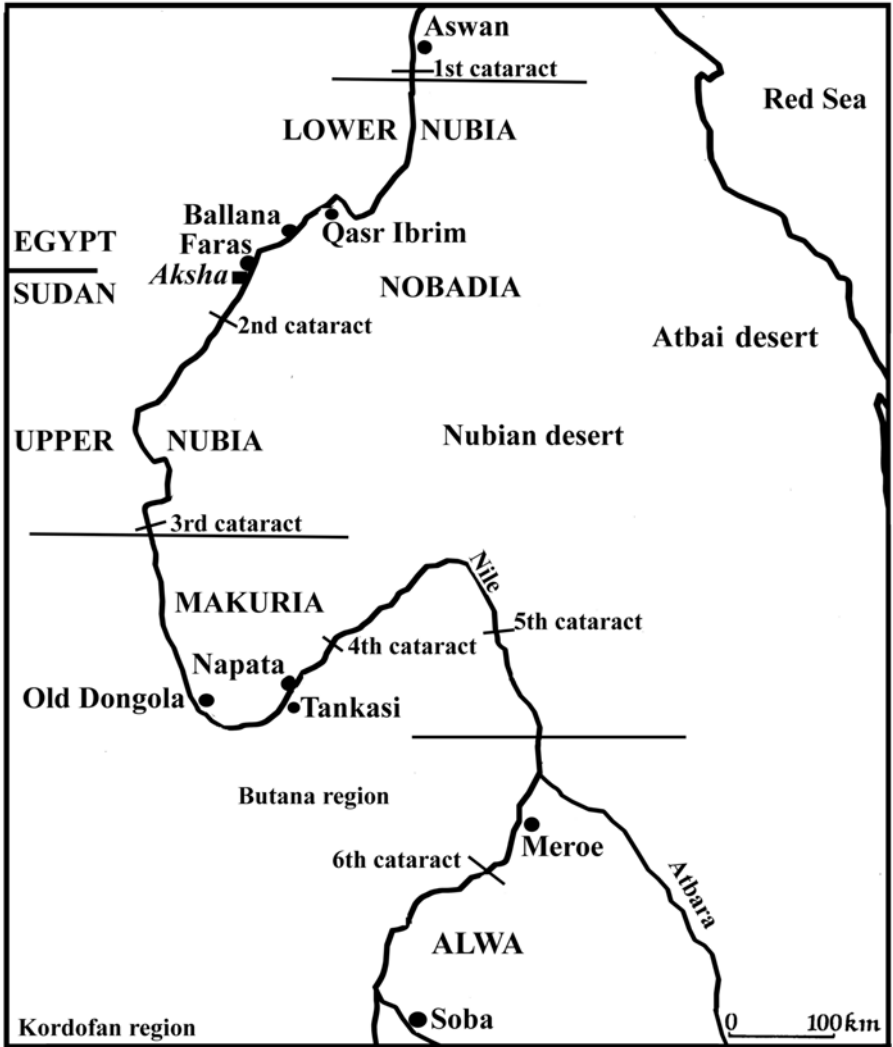 Aswan
1st cataract
Red Sea
LOWER NUBIA
Ballana
Qasr Ibrim
EGYPT
Faras
Aksha
SUDAN
NOBADIA
2nd cataract
Atbai desert
UPPER NUBIA
Nubian desert
3rd cataract
Nile
MAKURIA
5th cataract
4th cataract
Napata
Old Dongola
Tankasi
Butana region
Meroe
6th cataract
Atbara
ALWA
Soba
0 100km
Kordofan region